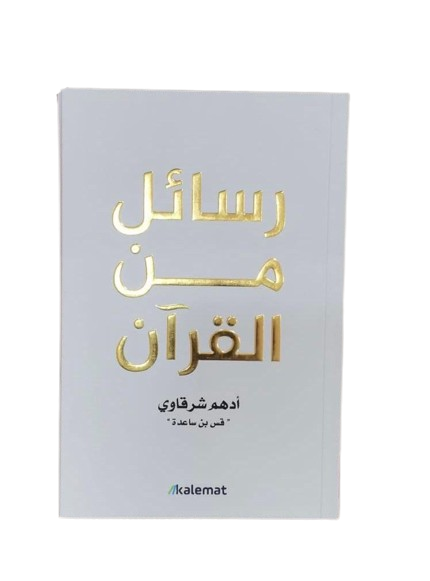 رسائل
من
القرآن
أدهم شرقاوي
"قس بن ساعدة"
kalemat